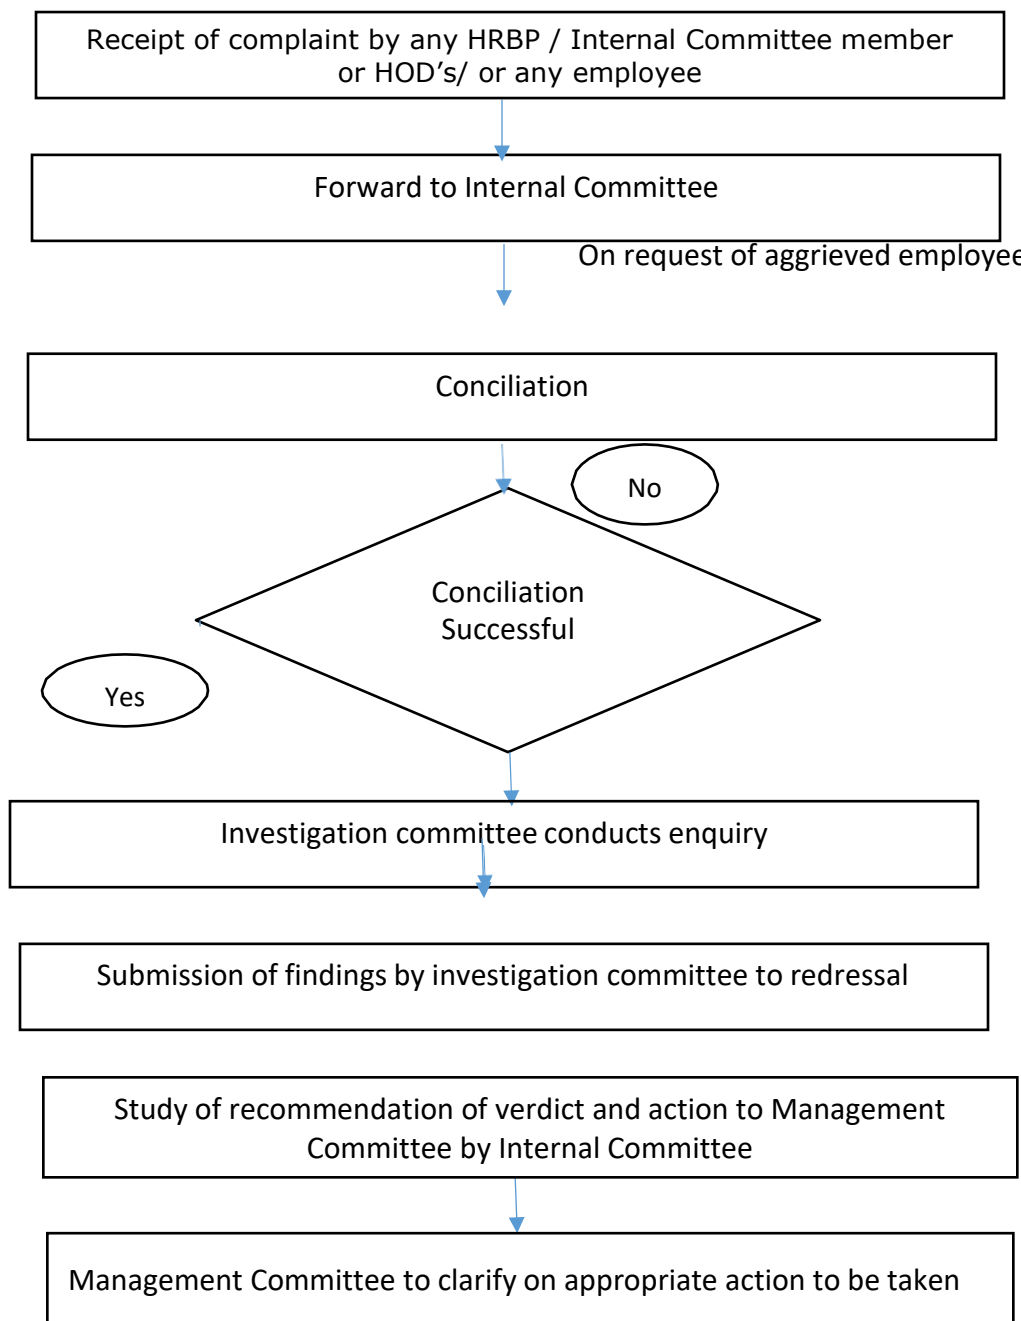 Receipt of complaint by any HRBP / Internal Committee member
or HOD's/ or any employee
Forward to Internal Committee
On request of aggrieved employee
Conciliation
No
Conciliation
Successful
Yes
Investigation committee conducts enquiry
Submission of findings by investigation committee to redressal
Study of recommendation of verdict and action to Management
Committee by Internal Committee
Management Committee to clarify on appropriate action to be taken